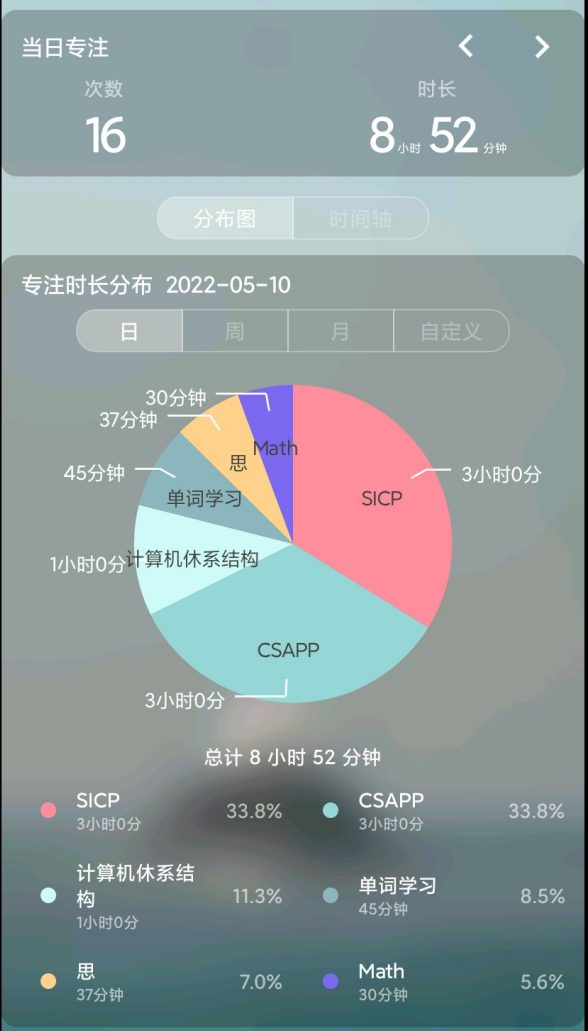 当日专注
次数
时长
16
8小时52分钟
分布图
时间轴
专注时长分布 2022-05-10
日
周
月
自定义
30分钟
37分钟
Math
思
45分钟
3小时0分
单词学习
SICP
1小时0分
计算机休系结构
CSAPP
3小时0分
总计 8 小时 52 分钟
SICP
3小时0分
33.8%
CSAPP
3小时0分
33.8%
计算机休系结
构
1小时0分
11.3%
单词学习
45分钟
8.5%
思
37分钟
7.0%
Math
30分钟
5.6%